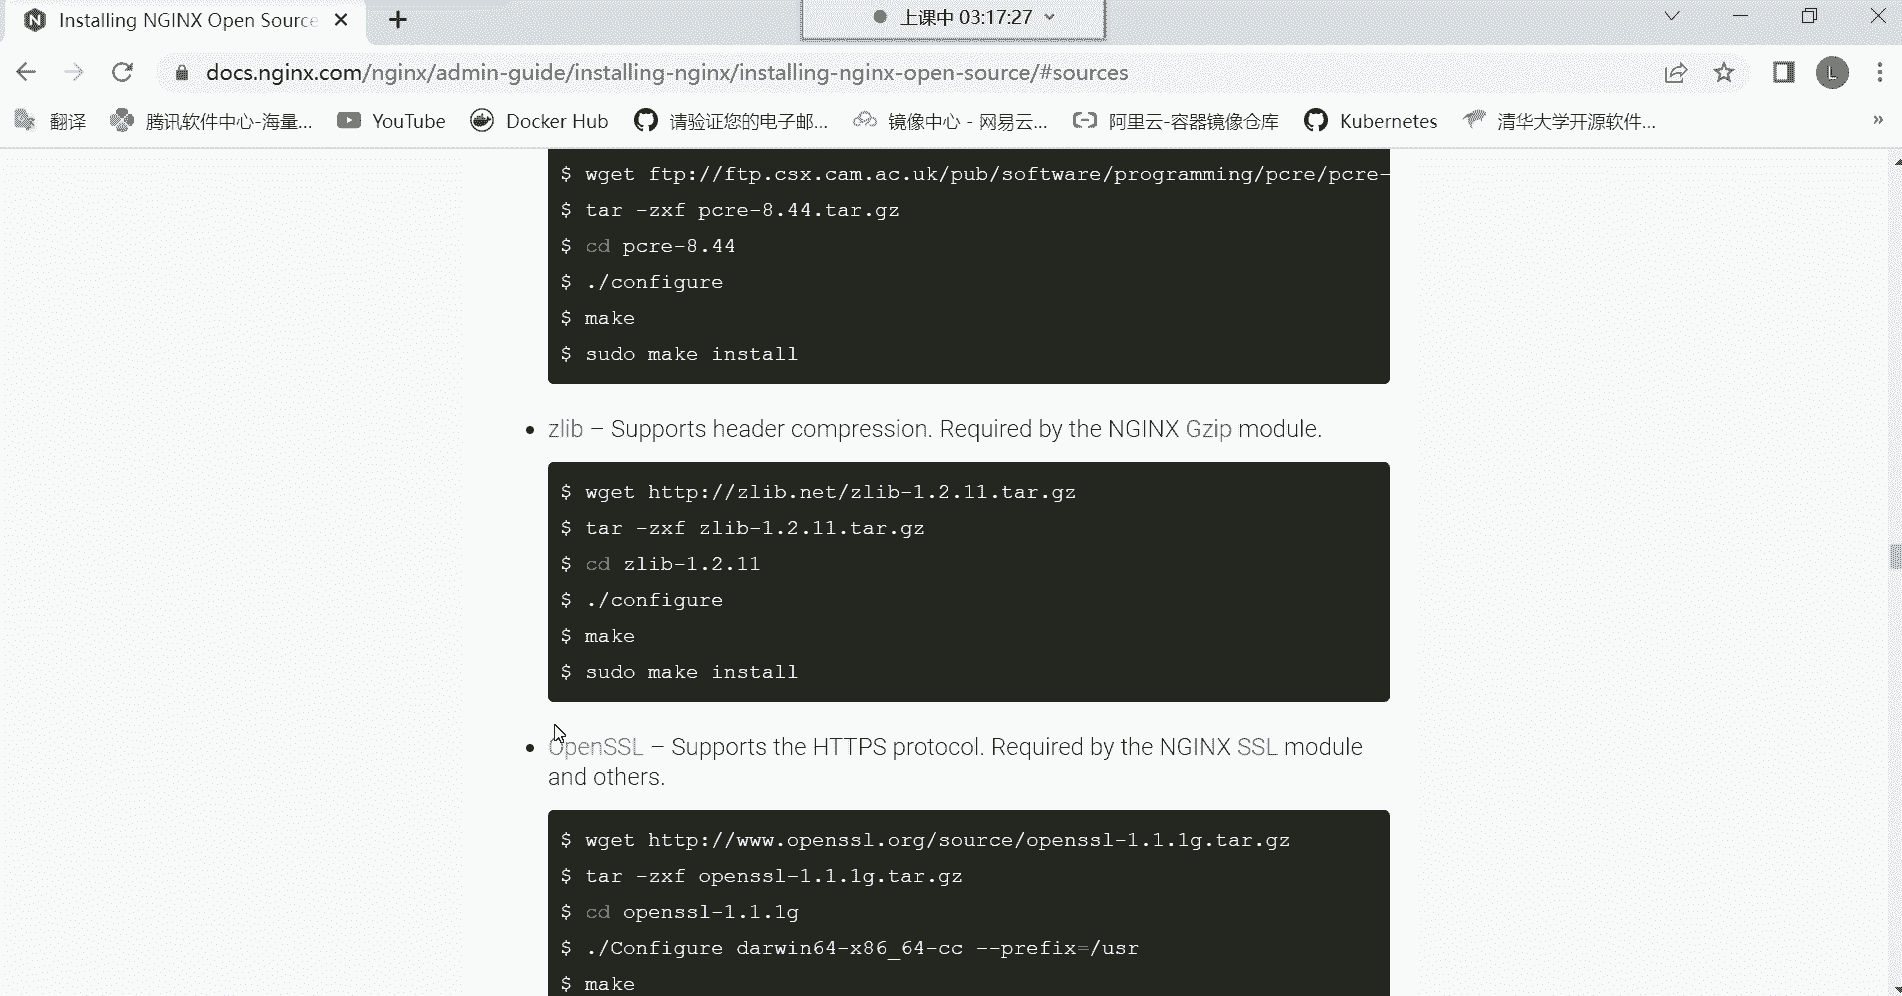 Installing NGINX Open Source
上课中 03:17:27
docs.nginx.com/nginx/admin-guide/installing-nginx/installing-nginx-open-source/#sources
L
翻译 腾讯软件中心-海量... YouTube Docker Hub 请验证您的电子邮... 镜像中心 - 网易云... 阿里云-容器镜像仓库 Kubernetes 清华大学开源软件... »
$ wget ftp://ftp.csx.cam.ac.uk/pub/software/programming/pcre/pcre-
$ tar -zxf pcre-8.44.tar.gz
$ cd pcre-8.44
$ ./configure
$ make
$ sudo make install
• zlib – Supports header compression. Required by the NGINX Gzip module.
$ wget http://zlib.net/zlib-1.2.11.tar.gz
$ tar -zxf zlib-1.2.11.tar.gz
$ cd zlib-1.2.11
$ ./configure
$ make
$ sudo make install
• OpenSSL – Supports the HTTPS protocol. Required by the NGINX SSL module
and others.
$ wget http://www.openssl.org/source/openssl-1.1.1g.tar.gz
$ tar -zxf openssl-1.1.1g.tar.gz
$ cd openssl-1.1.1g
$ ./Configure darwin64-x86_64-cc --prefix=/usr
$ make